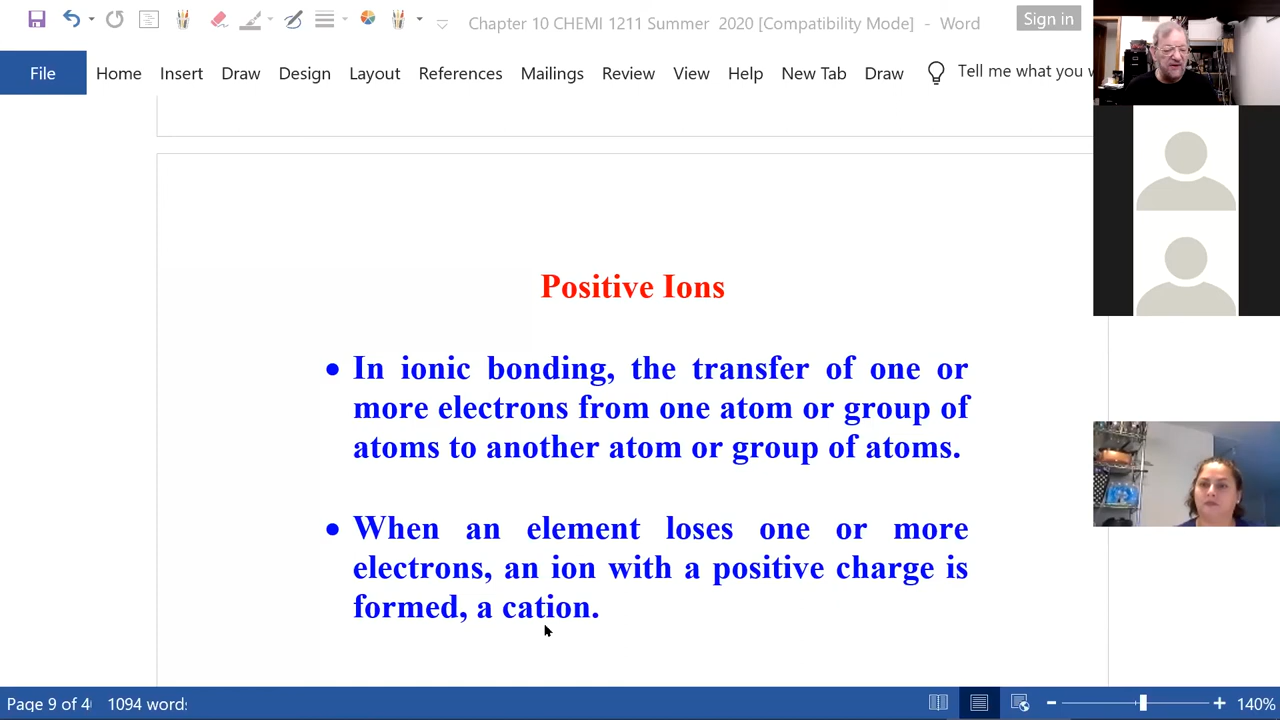 Chapter 10 CHEMI 1211 Summer 2020 [Compatibility Mode] - Word
Sign in
File Home Insert Draw Design Layout References Mailings Review View Help New Tab Draw Tell me what you w
Positive Ions
• In ionic bonding, the transfer of one or
more electrons from one atom or group of
atoms to another atom or group of atoms.
• When an element loses one or more
electrons, an ion with a positive charge is
formed, a cation.
Page 9 of 4 1094 words 140%